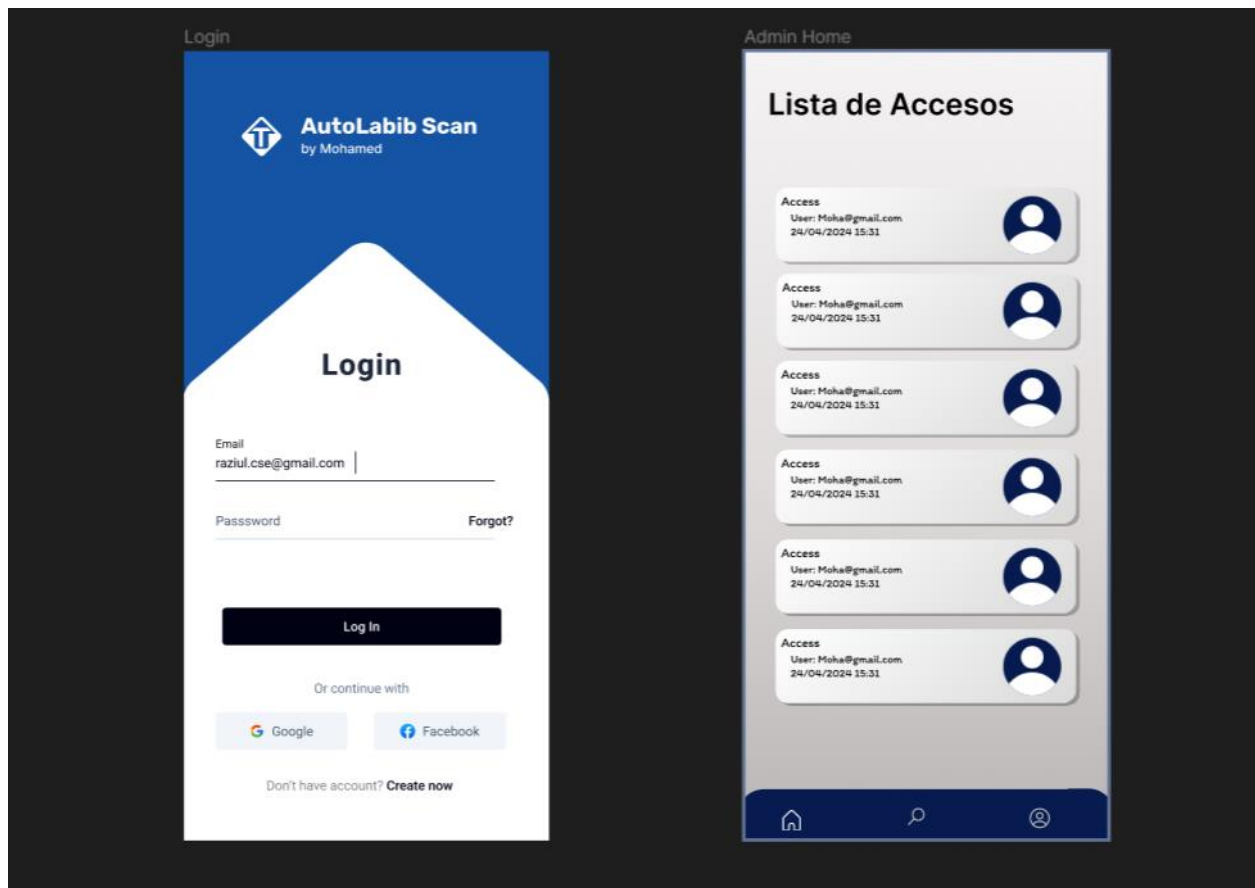 Login
AutoLabib Scan
by Mohamed
Login
Email
raziul.cse@gmail.com
Passsword
Forgot?
Log In
Or continue with
Google
Facebook
Don't have account? Create now
Admin Home
Lista de Accesos
Access
User: Moha@gmail.com
24/04/2024 15:31
Access
User: Moha@gmail.com
24/04/2024 15:31
Access
User: Moha@gmail.com
24/04/2024 15:31
Access
User: Moha@gmail.com
24/04/2024 15:31
Access
User: Moha@gmail.com
24/04/2024 15:31
Access
User: Moha@gmail.com
24/04/2024 15:31